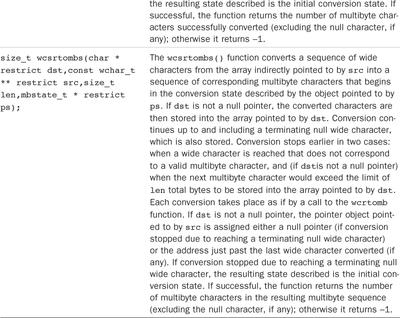 the resulting state described is the initial conversion state. If
successful, the function returns the number of multibyte char-
acters successfully converted (excluding the null character, if
any); otherwise it returns –1.
size_t wcsrtombs(char *
restrict dst,const wchar_t
** restrict src,size_t
len,mbstate_t * restrict
ps);
The wcsrtombs() function converts a sequence of wide
characters from the array indirectly pointed to by src into a
sequence of corresponding multibyte characters that begins
in the conversion state described by the object pointed to by
ps. If dst is not a null pointer, the converted characters are
then stored into the array pointed to by dst. Conversion con-
tinues up to and including a terminating null wide character,
which is also stored. Conversion stops earlier in two cases:
when a wide character is reached that does not correspond
to a valid multibyte character, and (if dstis not a null pointer)
when the next multibyte character would exceed the limit of
len total bytes to be stored into the array pointed to by dst.
Each conversion takes place as if by a call to the wcrtomb
function. If dst is not a null pointer, the pointer object point-
ed to by src is assigned either a null pointer (if conversion
stopped due to reaching a terminating null wide character)
or the address just past the last wide character converted (if
any). If conversion stopped due to reaching a terminating null
wide character, the resulting state described is the initial con-
version state. If successful, the function returns the number
of multibyte characters in the resulting multibyte sequence
(excluding the null character, if any); otherwise it returns –1.